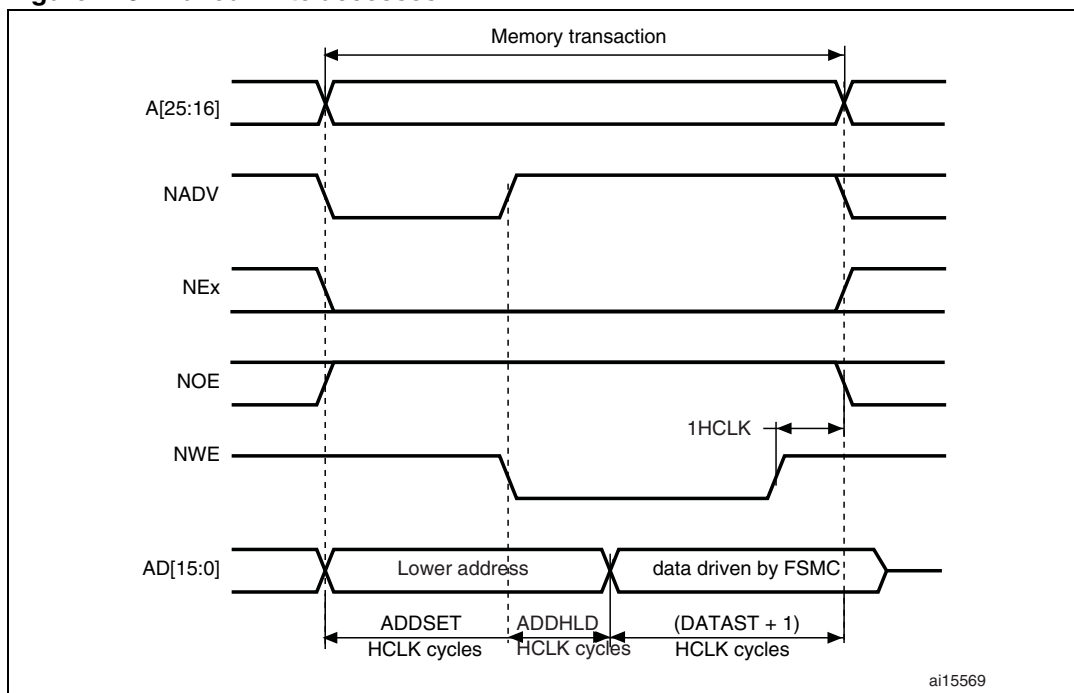 Memory transaction
A[25:16]
NADV
NEx
NOE
1HCLK
NWE
AD[15:0]
Lower address
data driven by FSMC
ADDSET
HCLK cycles
ADDHLD
HCLK cycles
(DATAST + 1)
HCLK cycles
ai15569